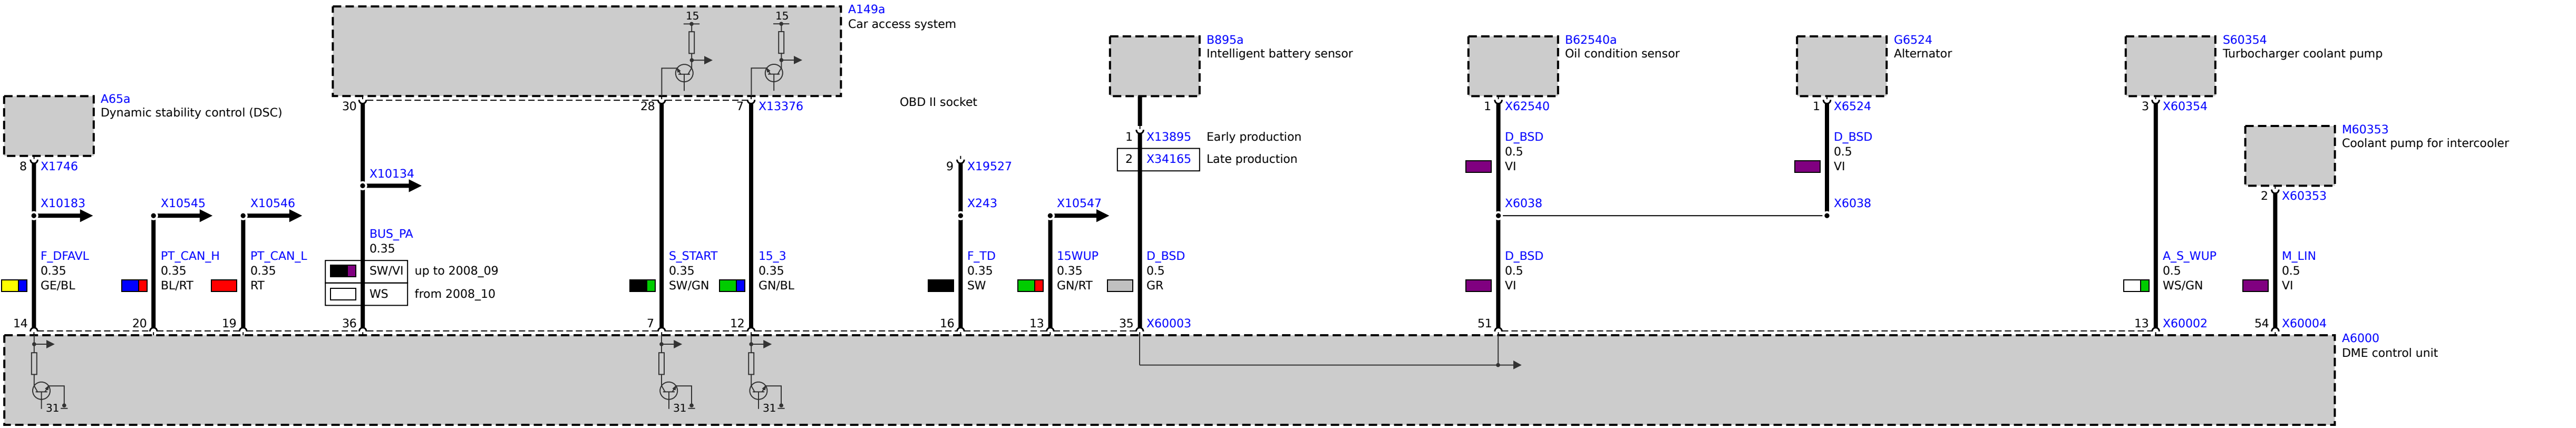 A149a
Car access system
15
15
30
28
7
X13376
A65a
Dynamic stability control (DSC)
8
X1746
X10183
F_DFAVL
0.35
GE/BL
14
X10545
PT_CAN_H
0.35
BL/RT
20
X10546
PT_CAN_L
0.35
RT
19
X10134
BUS_PA
0.35
SW/VI
up to 2008_09
WS
from 2008_10
36
S_START
0.35
SW/GN
7
15_3
0.35
GN/BL
12
OBD II socket
9
X19527
X243
F_TD
0.35
SW
16
X10547
15WUP
0.35
GN/RT
13
B895a
Intelligent battery sensor
1
X13895
Early production
2
X34165
Late production
D_BSD
0.5
GR
35
X60003
B62540a
Oil condition sensor
1
X62540
D_BSD
0.5
VI
X6038
D_BSD
0.5
VI
51
G6524
Alternator
1
X6524
D_BSD
0.5
VI
X6038
S60354
Turbocharger coolant pump
3
X60354
A_S_WUP
0.5
WS/GN
13
X60002
M60353
Coolant pump for intercooler
2
X60353
M_LIN
0.5
VI
54
X60004
A6000
DME control unit
31
31
31